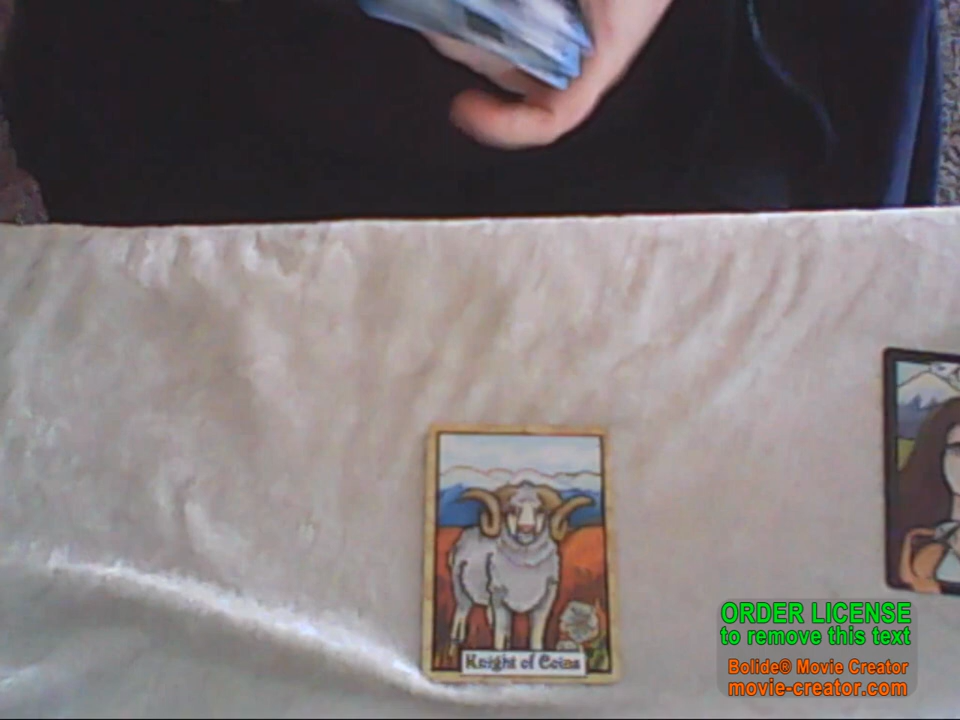 Knight of Coins
ORDER LICENSE
to remove this text
Bolide® Movie Creator
movie-creator.com